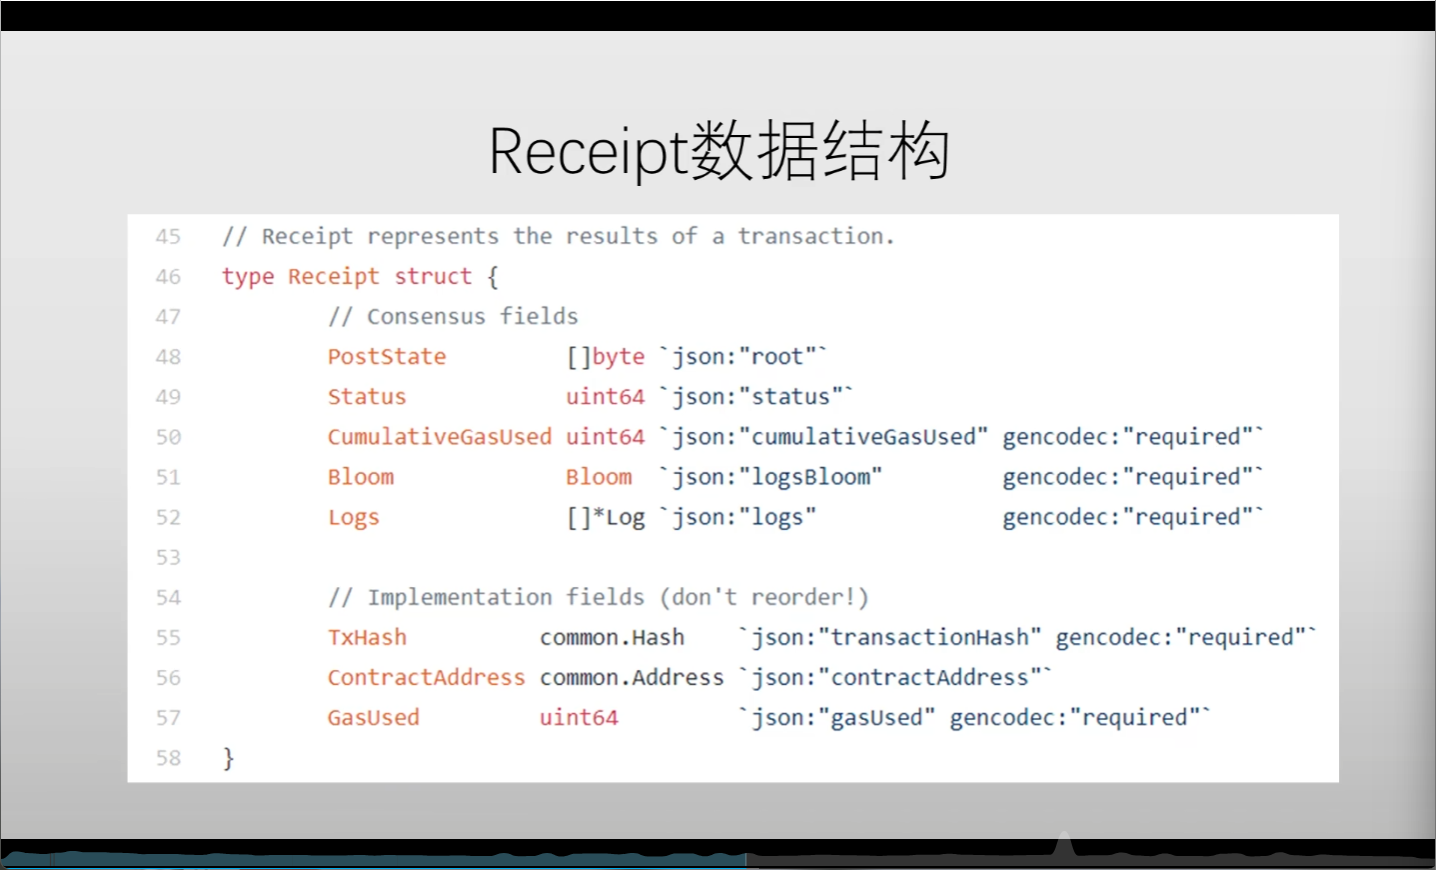 Receipt数据结构
45 // Receipt represents the results of a transaction.
46 type Receipt struct {
47 // Consensus fields
48 PostState []byte `json:"root"`
49 Status uint64 `json:"status"`
50 CumulativeGasUsed uint64 `json:"cumulativeGasUsed" gencodec:"required"`
51 Bloom Bloom `json:"logsBloom" gencodec:"required"`
52 Logs []*Log `json:"logs" gencodec:"required"`
53
54 // Implementation fields (don't reorder!)
55 TxHash common.Hash `json:"transactionHash" gencodec:"required"`
56 ContractAddress common.Address `json:"contractAddress"`
57 GasUsed uint64 `json:"gasUsed" gencodec:"required"`
58 }